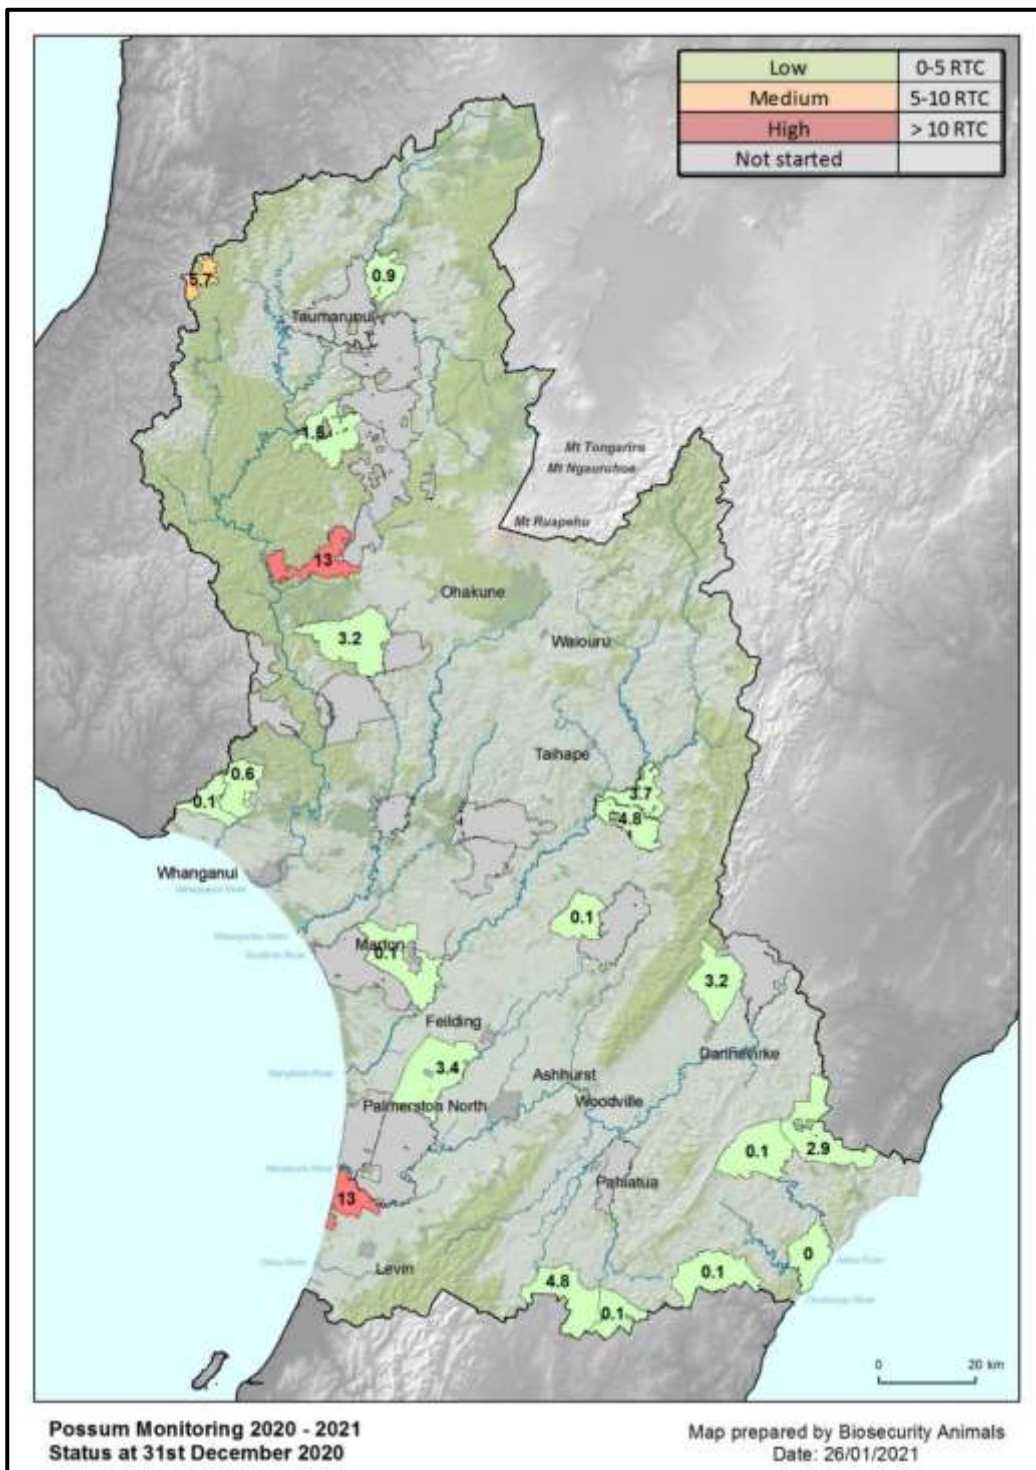 Low 0-5 RTC
Medium 5-10 RTC
High > 10 RTC
Not started
5.7
0.9
Taumarunui
1.8
Mt Tongariro
Mt Ngauruhoe
Mt Ruapehu
13
Ohakune
3.2
Waiouru
Taihape
0.6
3.7
0.1
4.8
Whanganui
0.1
Marton
0.1
3.2
Feilding
Dannevirke
3.4
Ashhurst
Woodville
Palmerston North
0.1
2.9
Pahiatua
13
0
Levin
0.1
4.8
0.1
0 20 km
Possum Monitoring 2020 - 2021
Status at 31st December 2020
Map prepared by Biosecurity Animals
Date: 26/01/2021